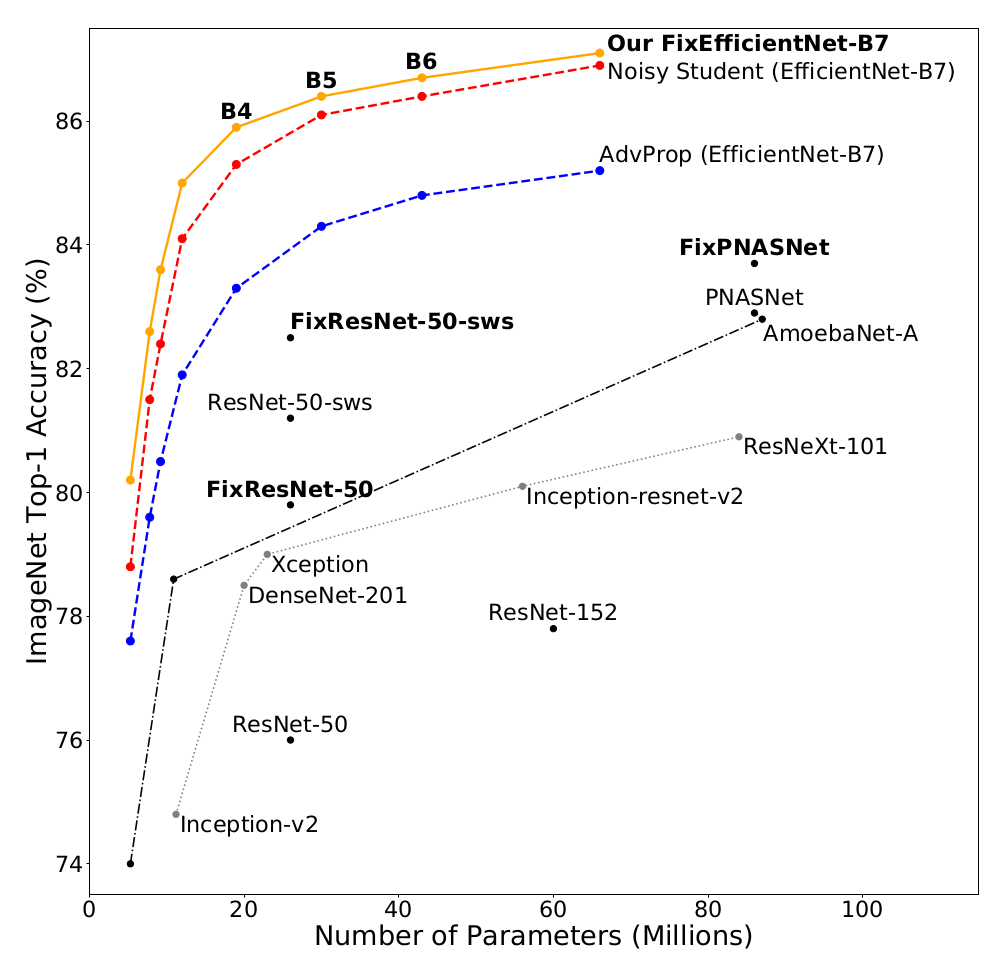 Our FixEfficientNet-B7
B6
Noisy Student (EfficientNet-B7)
B5
B4
86
AdvProp (EfficientNet-B7)
84
FixPNASNet
PNASNet
FixResNet-50-sws
AmoebaNet-A
82
ResNet-50-sws
ResNeXt-101
80
FixResNet-50
Inception-resnet-v2
Xception
DenseNet-201
78
ResNet-152
ResNet-50
76
Inception-v2
74
0 20 40 60 80 100
Number of Parameters (Millions)
ImageNet Top-1 Accuracy (%)